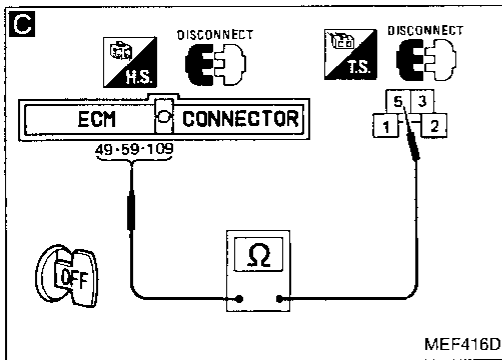 C
DISCONNECT
DISCONNECT
H.S.
T.S.
ECM CONNECTOR
5 3
1 2
49·59·109
Ω
OFF
MEF416D